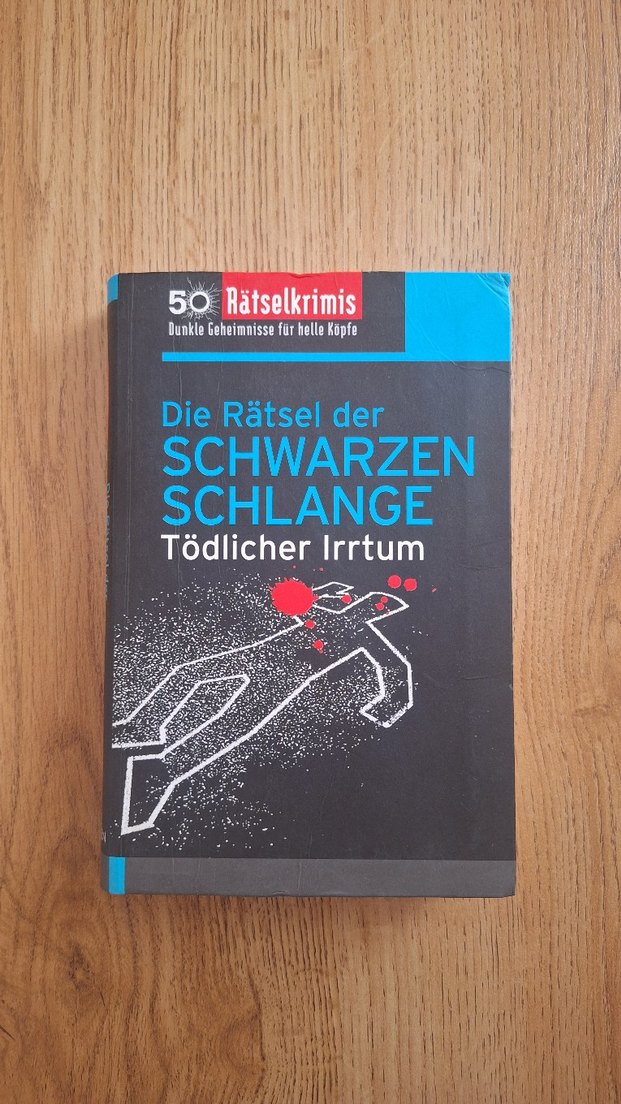 50 Rätselkrimis
Dunkle Geheimnisse für helle Köpfe
Die Rätsel der
SCHWARZEN
SCHLANGE
Tödlicher Irrtum